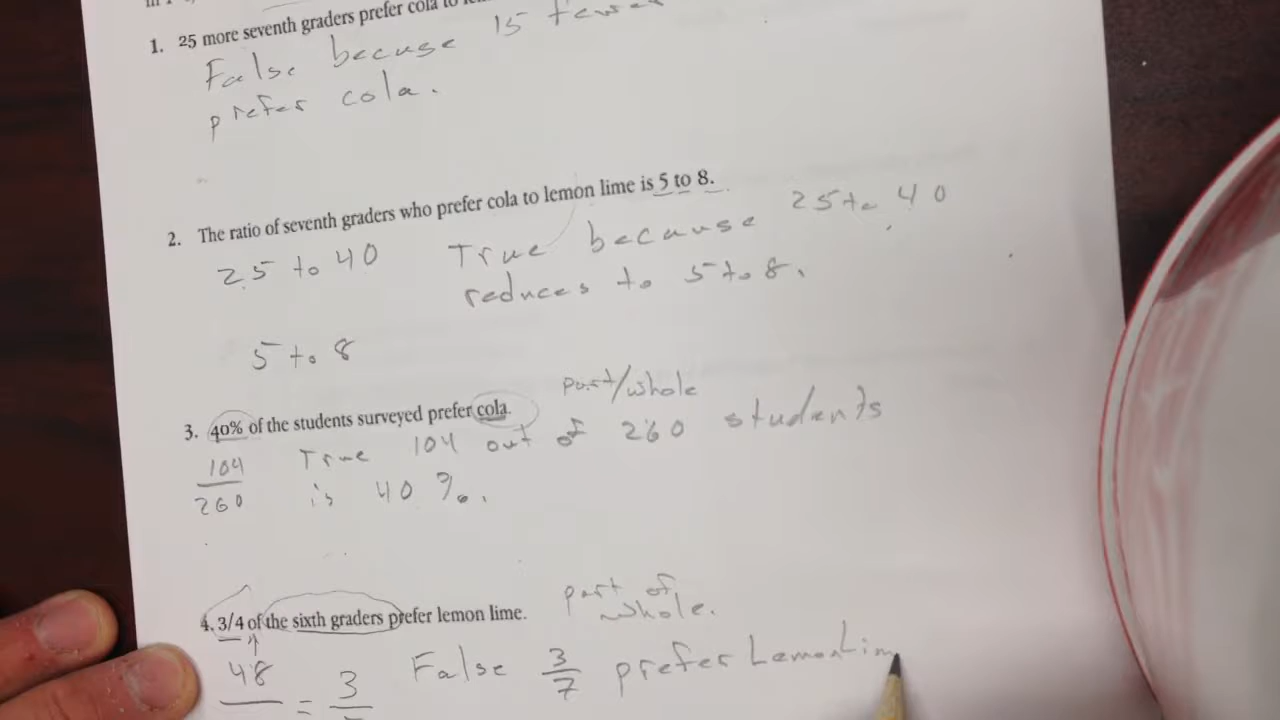 1. 25 more seventh graders prefer cola to
False because 15 fewer
prefer cola.
2. The ratio of seventh graders who prefer cola to lemon lime is 5 to 8.
25 to 40 True because 25 to 40
reduces to 5 to 8.
5 to 8
part/whole
3. 40% of the students surveyed prefer cola.
104 True 104 out of 260 students
260 is 40%.
part of
whole.
4. 3/4 of the sixth graders prefer lemon lime.
48 = 3 False 3/7 prefer Lemon Lim